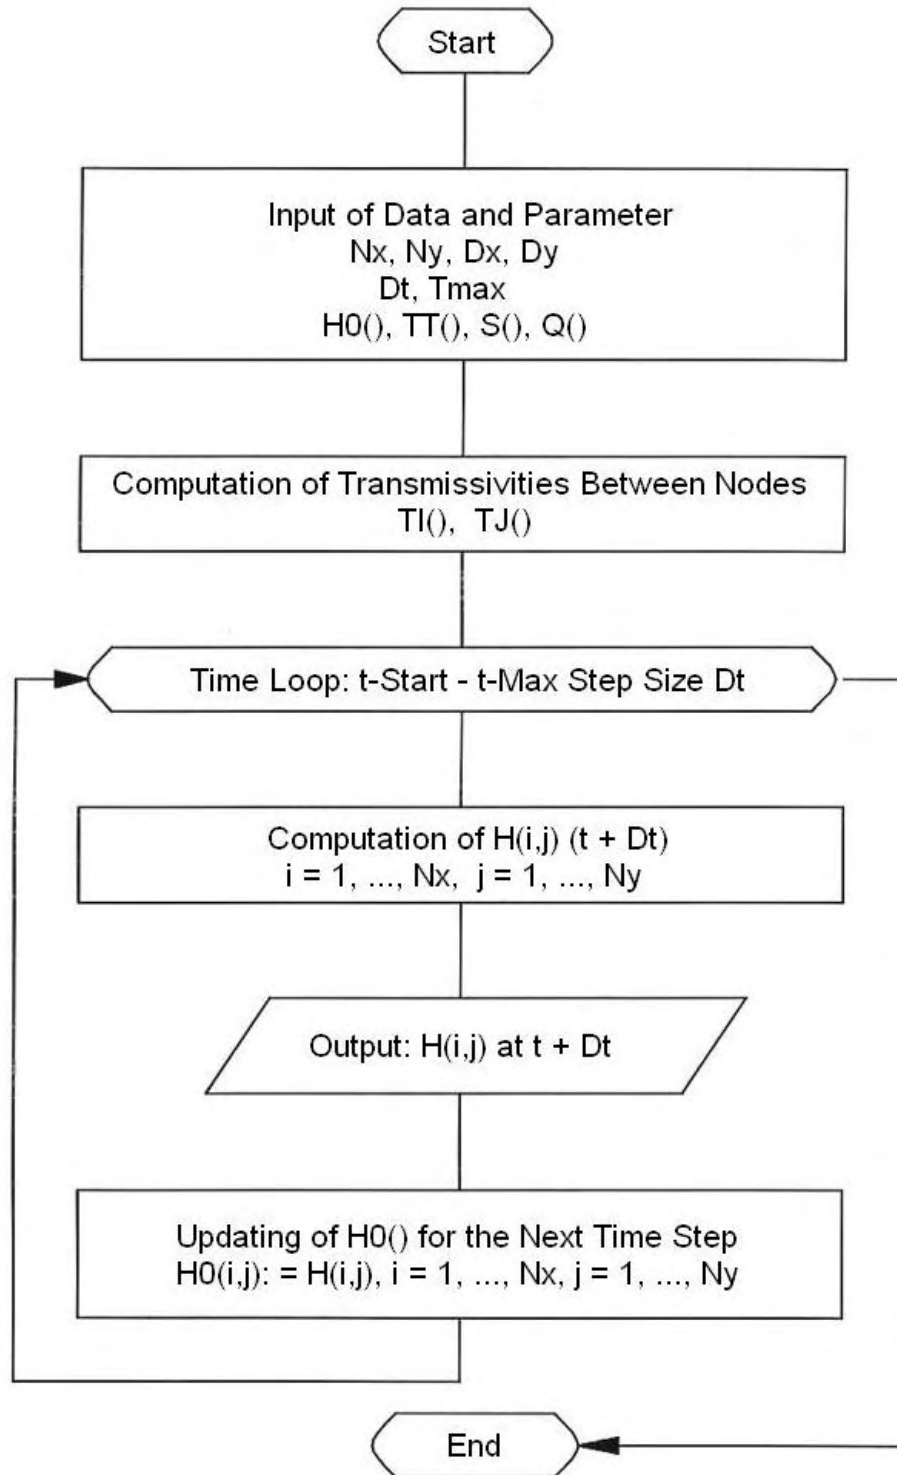 Start
Input of Data and Parameter
Nx, Ny, Dx, Dy
Dt, Tmax
H0(), TT(), S(), Q()
Computation of Transmissivities Between Nodes
TI(), TJ()
Time Loop: t-Start - t-Max Step Size Dt
Computation of H(i,j) (t + Dt)
i = 1, ..., Nx, j = 1, ..., Ny
Output: H(i,j) at t + Dt
Updating of H0() for the Next Time Step
H0(i,j): = H(i,j), i = 1, ..., Nx, j = 1, ..., Ny
End